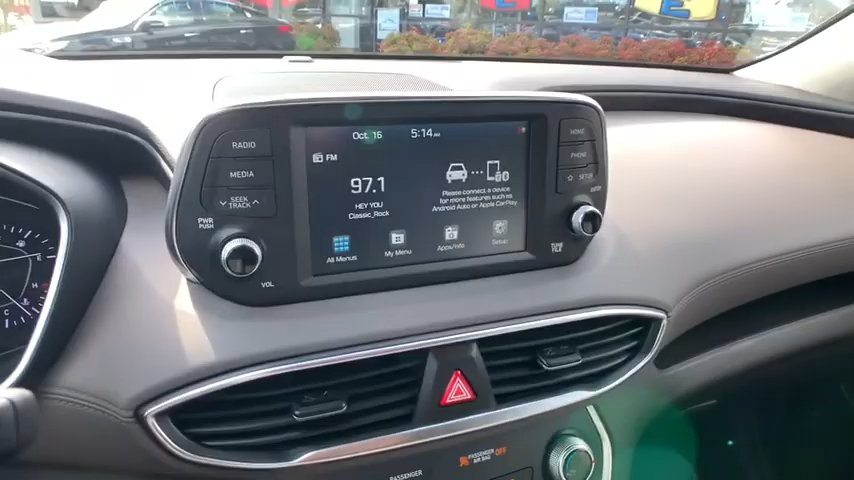 RADIO
MEDIA
SEEK
TRACK
PWR
PUSH
VOL
Oct. 16
5:14 AM
FM
97.1
HEY YOU
Classic_Rock
Please connect a device
for more features such as
Android Auto or Apple CarPlay.
All Menus
My Menu
Apps/Info
Setup
HOME
PHONE
SETUP
ENTER
TUNE
FILE
PASSENGER
AIR BAG
OFF
PASSENGER
H